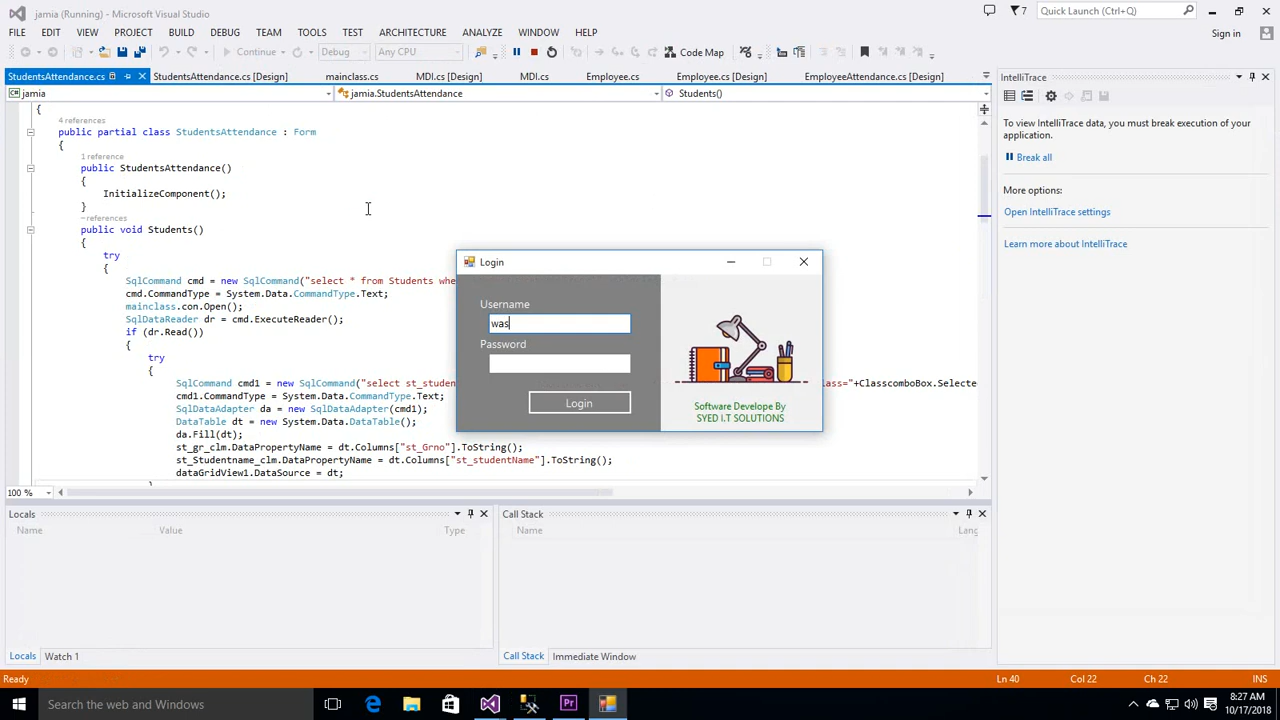 jamia (Running) - Microsoft Visual Studio
7
Quick Launch (Ctrl+Q)
FILE EDIT VIEW PROJECT BUILD DEBUG TEAM TOOLS TEST ARCHITECTURE ANALYZE WINDOW HELP
Sign in
Continue Debug Any CPU Code Map
StudentsAttendance.cs StudentsAttendance.cs [Design] mainclass.cs MDI.cs [Design] MDI.cs Employee.cs Employee.cs [Design] EmployeeAttendance.cs [Design]
jamia jamia.StudentsAttendance Students()
{
4 references
public partial class StudentsAttendance : Form
{
1 reference
public StudentsAttendance()
{
InitializeComponent();
}
~references
public void Students()
{
try
{
SqlCommand cmd = new SqlCommand("select * from Students whe
cmd.CommandType = System.Data.CommandType.Text;
mainclass.con.Open();
SqlDataReader dr = cmd.ExecuteReader();
if (dr.Read())
{
try
{
SqlCommand cmd1 = new SqlCommand("select st_stude
lass="+ClasscomboBox.Selecte
cmd1.CommandType = System.Data.CommandType.Text;
SqlDataAdapter da = new SqlDataAdapter(cmd1);
DataTable dt = new System.Data.DataTable();
da.Fill(dt);
st_gr_clm.DataPropertyName = dt.Columns["st_Grno"].ToString();
st_Studentname_clm.DataPropertyName = dt.Columns["st_studentName"].ToString();
dataGridView1.DataSource = dt;
}
100 %
Login
Username
was
Password
Login
Software Develope By
SYED I.T SOLUTIONS
IntelliTrace
To view IntelliTrace data, you must break execution of your
application.
Break all
More options:
Open IntelliTrace settings
Learn more about IntelliTrace
Locals
Name Value Type
Locals Watch 1
Call Stack
Name Lang
Call Stack Immediate Window
Ready Ln 40 Col 22 Ch 22 INS
Search the web and Windows
Pr
8:27 AM
10/17/2018